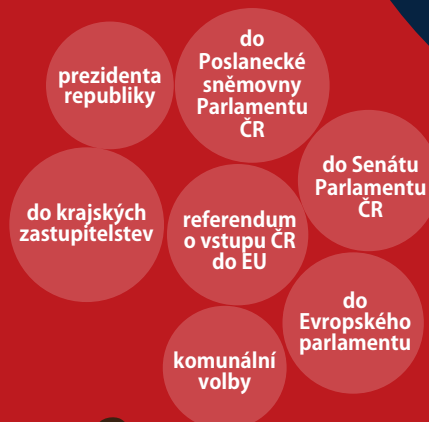 prezidenta
republiky
do
Poslanecké
sněmovny
Parlamentu
ČR
do Senátu
Parlamentu
ČR
do krajských
zastupitelstev
referendum
o vstupu ČR
do EU
do
Evropského
parlamentu
komunální
volby